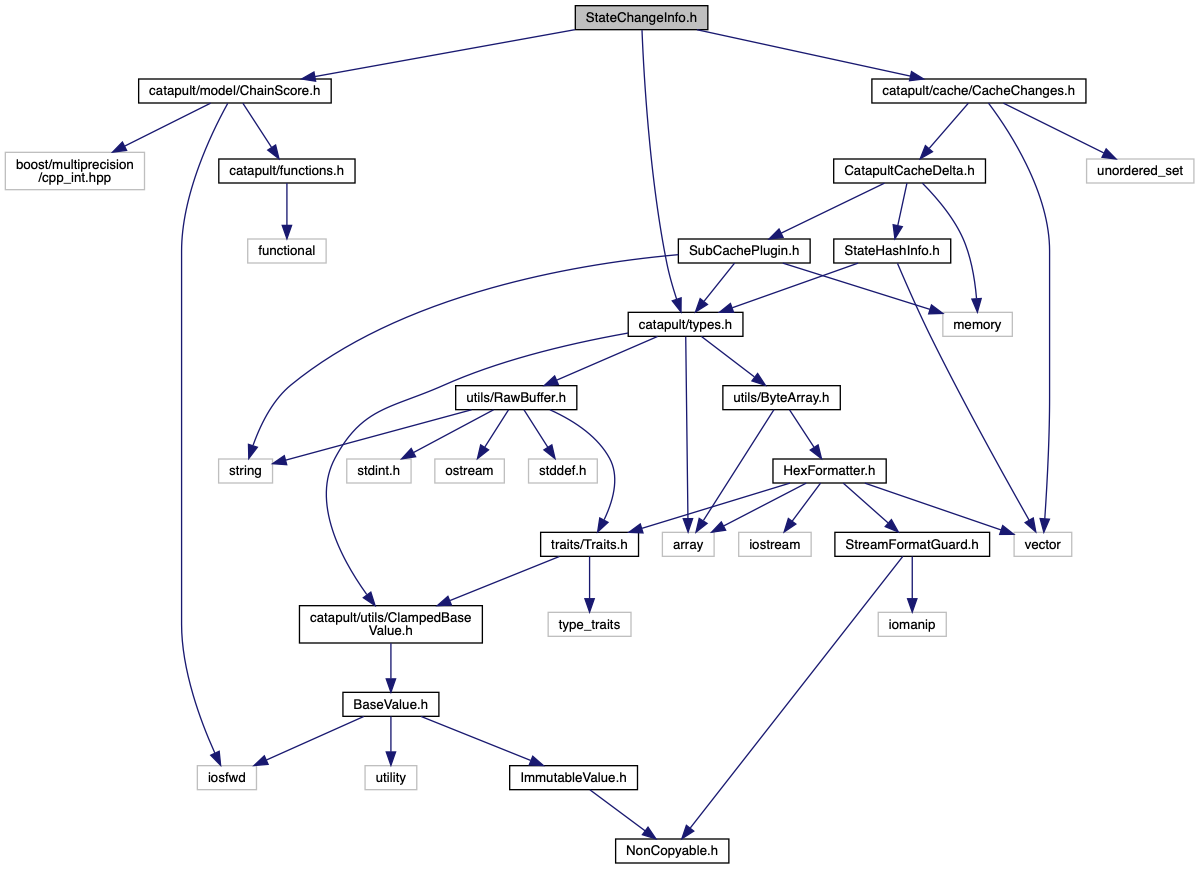 StateChangeInfo.h
catapult/model/ChainScore.h
catapult/cache/CacheChanges.h
boost/multiprecision
/cpp_int.hpp
catapult/functions.h
CatapultCacheDelta.h
unordered_set
functional
SubCachePlugin.h
StateHashInfo.h
catapult/types.h
memory
utils/RawBuffer.h
utils/ByteArray.h
string
stdint.h
ostream
stddef.h
HexFormatter.h
traits/Traits.h
array
iostream
StreamFormatGuard.h
vector
catapult/utils/ClampedBase
Value.h
type_traits
iomanip
BaseValue.h
iosfwd
utility
ImmutableValue.h
NonCopyable.h